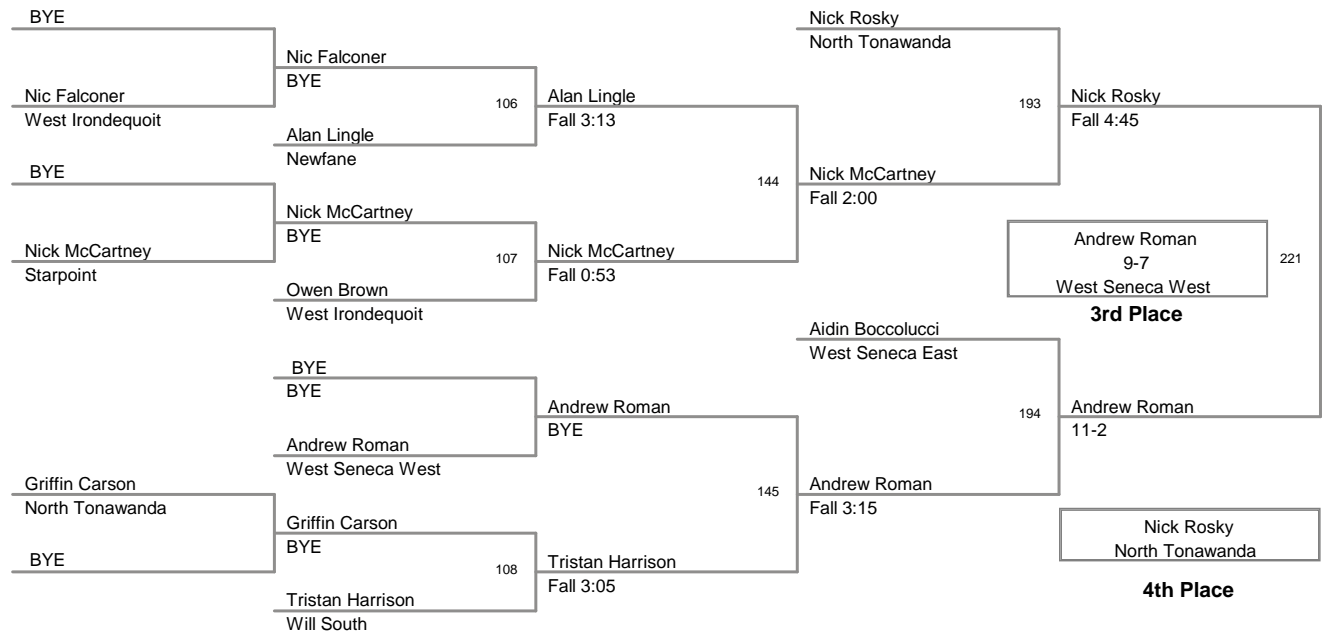 BYE
Nic Falconer
BYE
Nic Falconer
West Irondequoit
106
Alan Lingle
Newfane
Alan Lingle
Fall 3:13
BYE
Nick McCartney
BYE
Nick McCartney
Starpoint
107
Owen Brown
West Irondequoit
Nick McCartney
Fall 0:53
144
Nick McCartney
Fall 2:00
Nick Rosky
North Tonawanda
193
Nick Rosky
Fall 4:45
Andrew Roman
9-7
West Seneca West
3rd Place
221
BYE
BYE
Andrew Roman
West Seneca West
Andrew Roman
BYE
Griffin Carson
North Tonawanda
Griffin Carson
BYE
BYE
108
Tristan Harrison
Will South
Tristan Harrison
Fall 3:05
145
Andrew Roman
Fall 3:15
Aidin Boccolucci
West Seneca East
194
Andrew Roman
11-2
Nick Rosky
North Tonawanda
4th Place